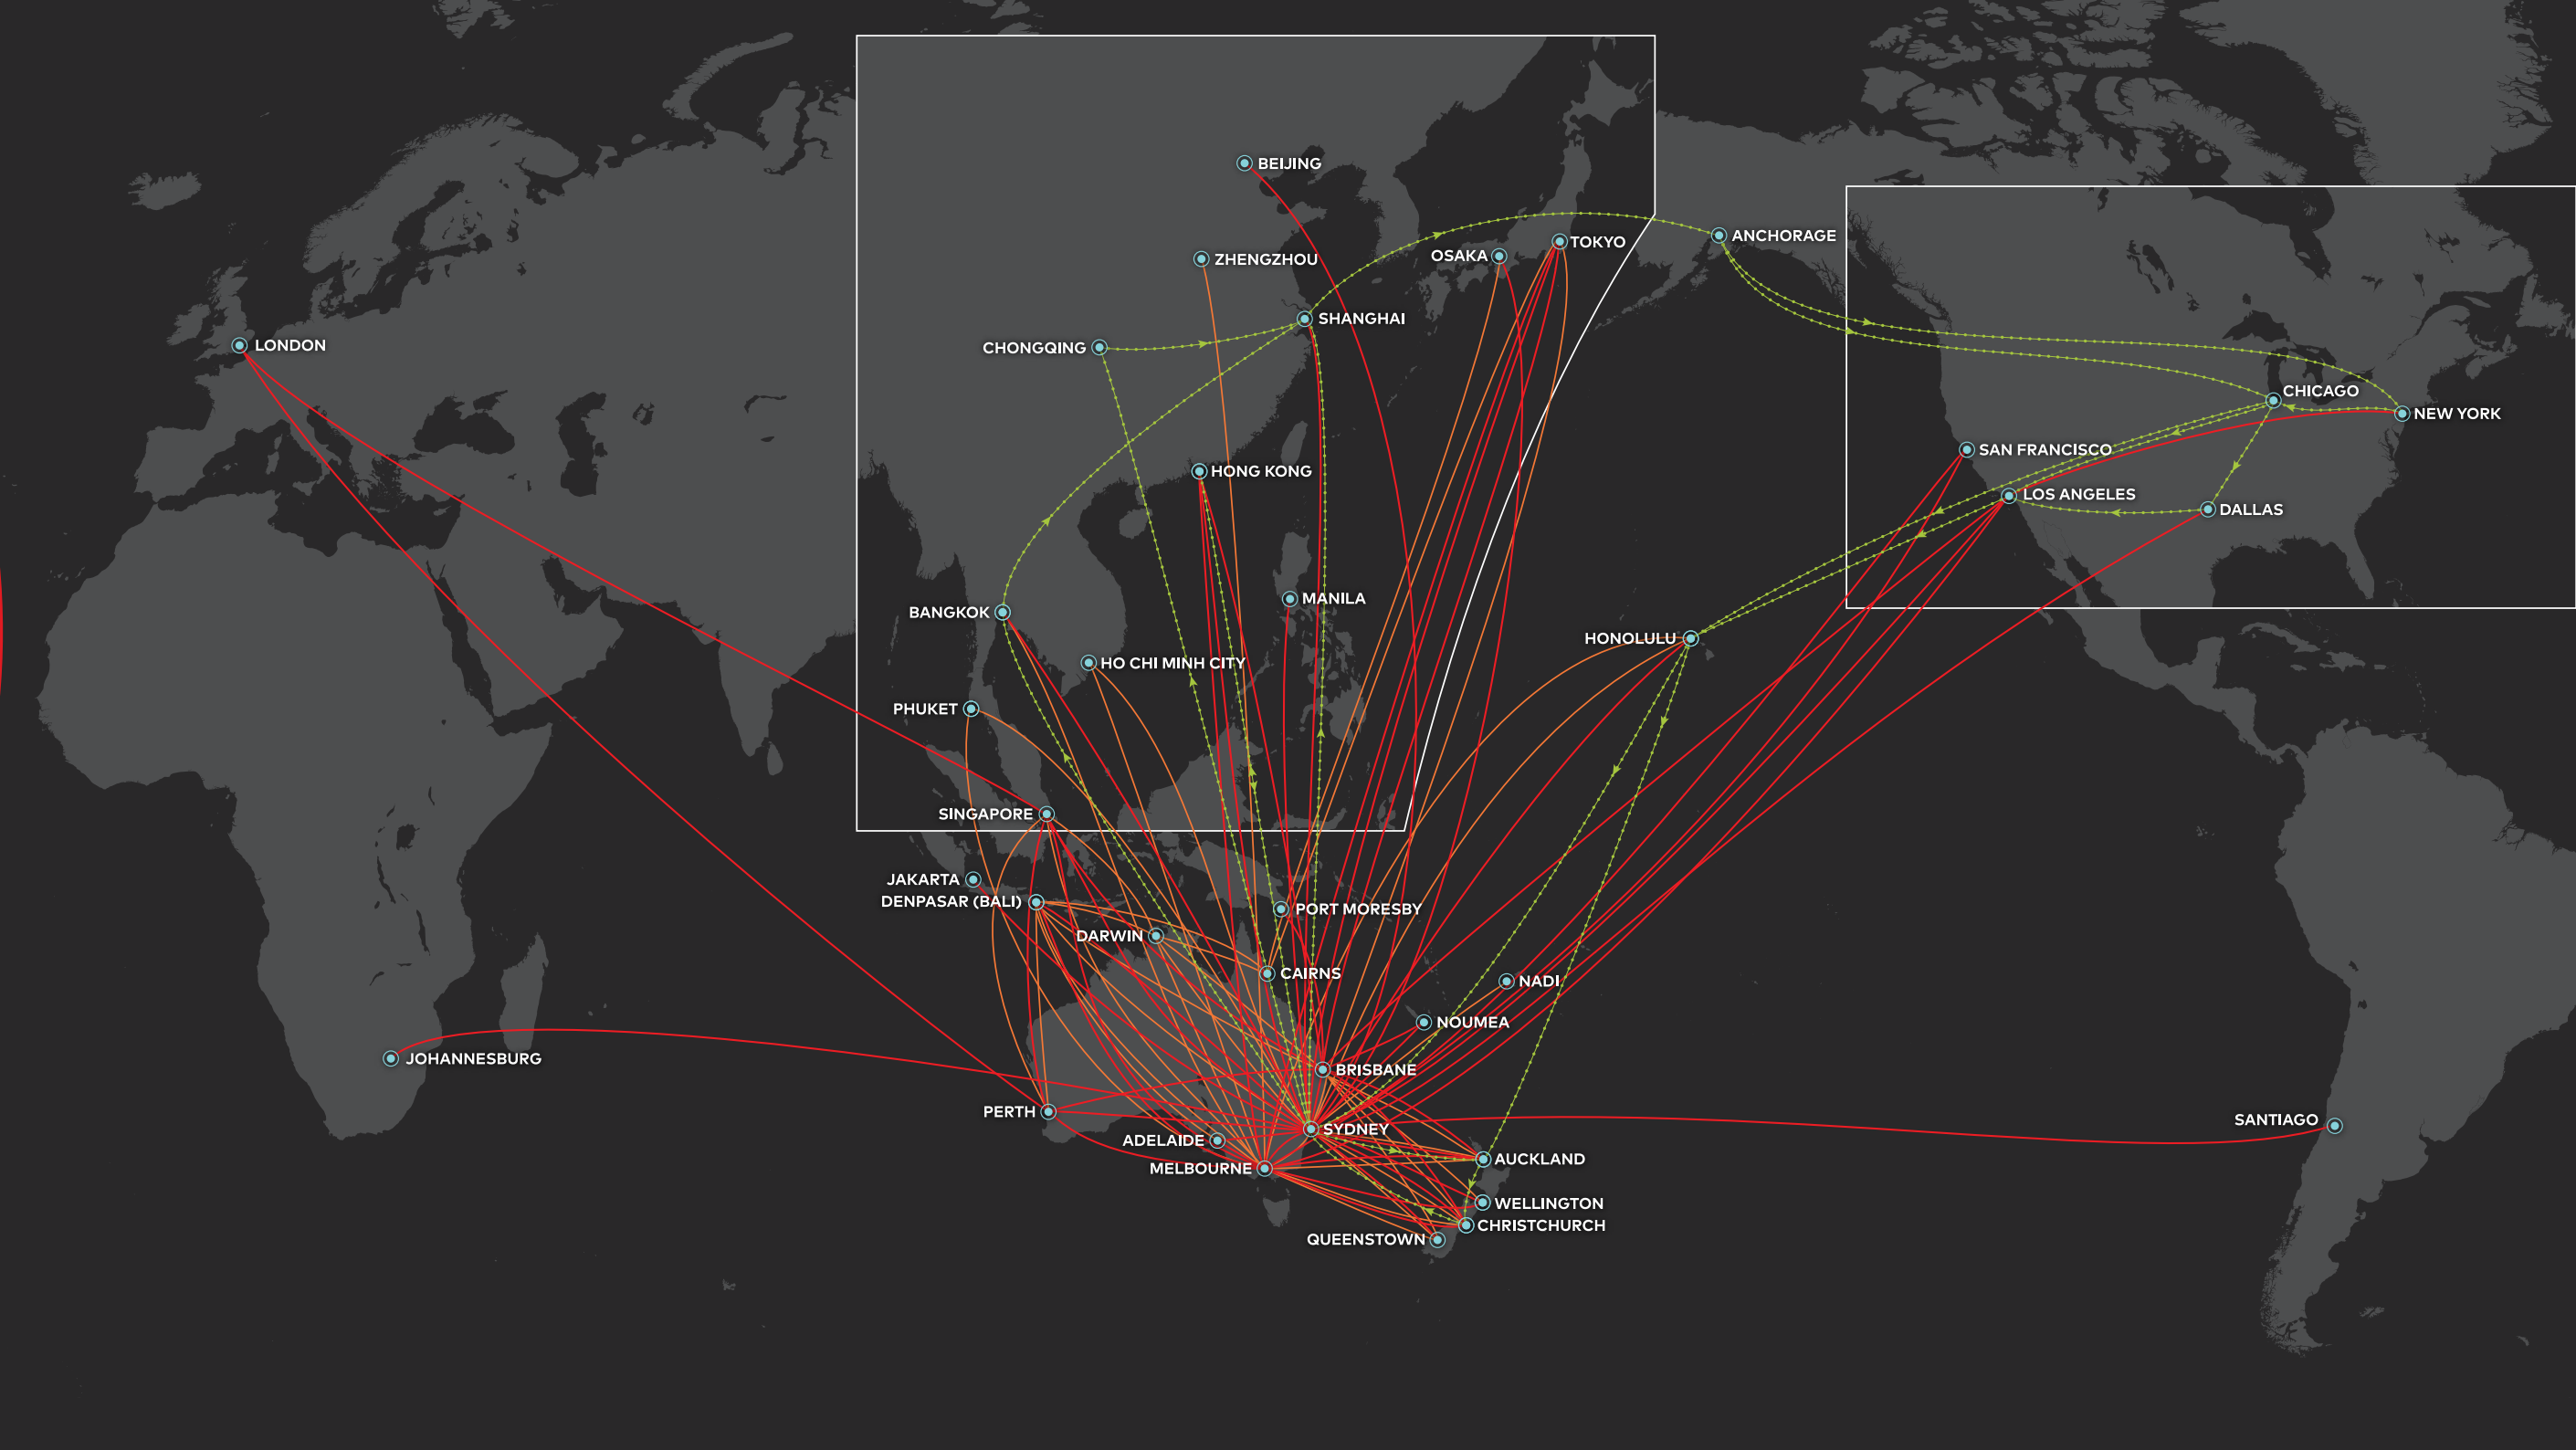 BEIJING
ANCHORAGE
TOKYO
OSAKA
ZHENGZHOU
SHANGHAI
LONDON
CHONGQING
CHICAGO
NEW YORK
SAN FRANCISCO
HONG KONG
LOS ANGELES
DALLAS
MANILA
BANGKOK
HONOLULU
HO CHI MINH CITY
PHUKET
SINGAPORE
JAKARTA
DENPASAR (BALI)
PORT MORESBY
DARWIN
CAIRNS
NADI
NOUMEA
JOHANNESBURG
BRISBANE
PERTH
SANTIAGO
SYDNEY
ADELAIDE
AUCKLAND
MELBOURNE
WELLINGTON
CHRISTCHURCH
QUEENSTOWN